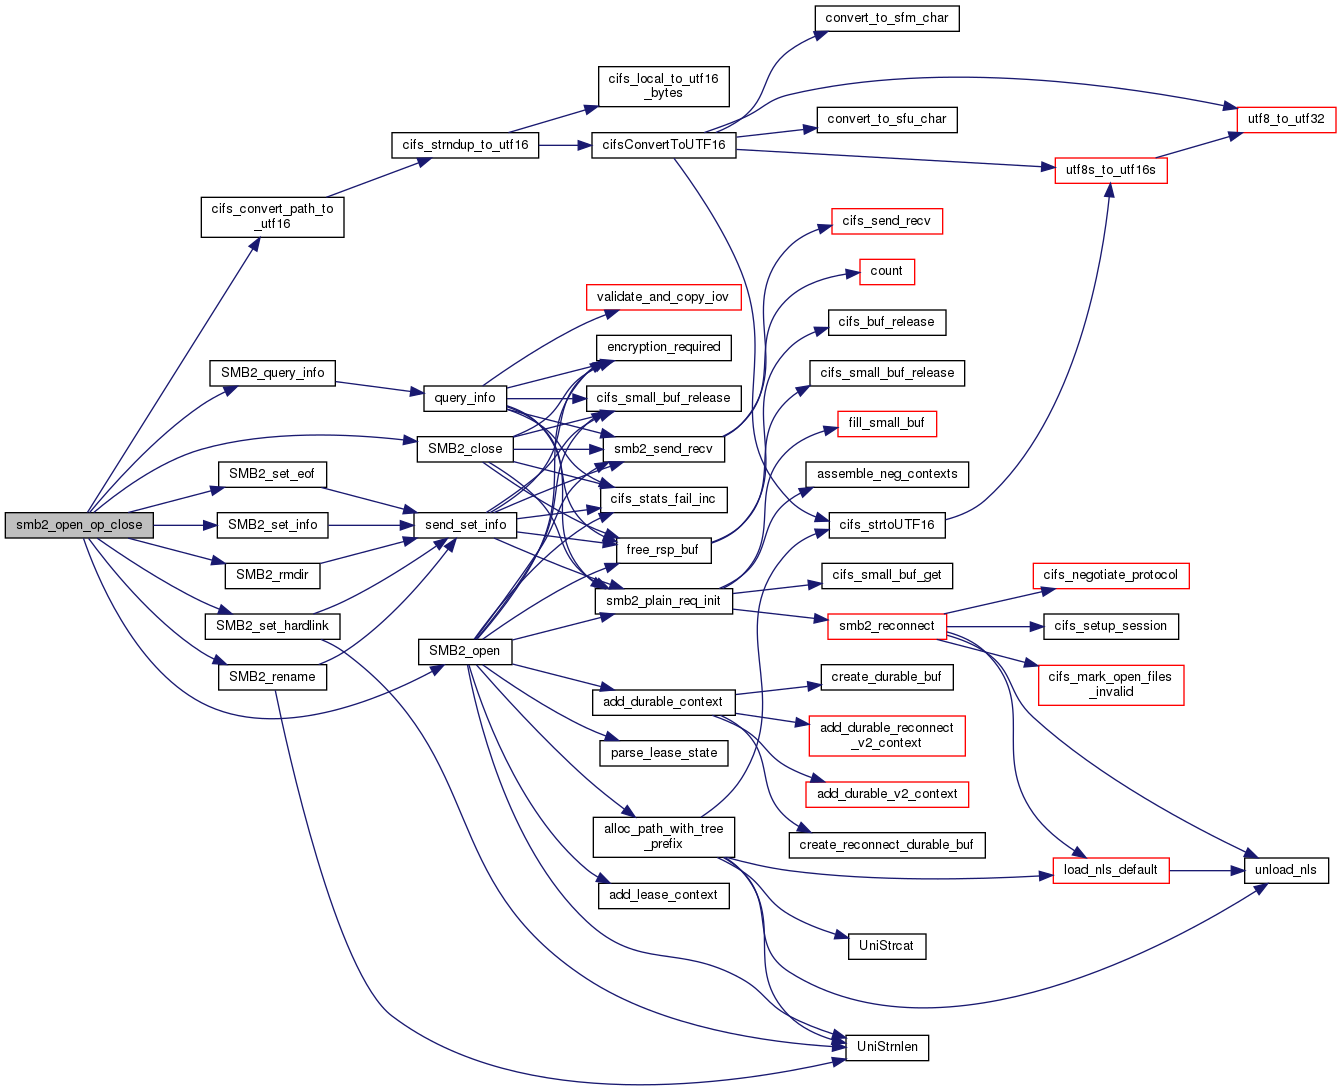 convert_to_sfm_char
cifs_local_to_utf16
_bytes
utf8_to_utf32
convert_to_sfu_char
cifs_strndup_to_utf16
cifsConvertToUTF16
utf8s_to_utf16s
cifs_convert_path_to
_utf16
cifs_send_recv
count
validate_and_copy_iov
cifs_buf_release
encryption_required
SMB2_query_info
cifs_small_buf_release
query_info
cifs_small_buf_release
fill_small_buf
SMB2_close
smb2_send_recv
SMB2_set_eof
assemble_neg_contexts
cifs_stats_fail_inc
smb2_open_op_close
SMB2_set_info
send_set_info
cifs_strtoUTF16
free_rsp_buf
SMB2_rmdir
cifs_small_buf_get
cifs_negotiate_protocol
smb2_plain_req_init
SMB2_set_hardlink
smb2_reconnect
cifs_setup_session
SMB2_open
SMB2_rename
create_durable_buf
cifs_mark_open_files
_invalid
add_durable_context
add_durable_reconnect
_v2_context
parse_lease_state
add_durable_v2_context
alloc_path_with_tree
_prefix
create_reconnect_durable_buf
load_nls_default
unload_nls
add_lease_context
UniStrcat
UniStrnlen